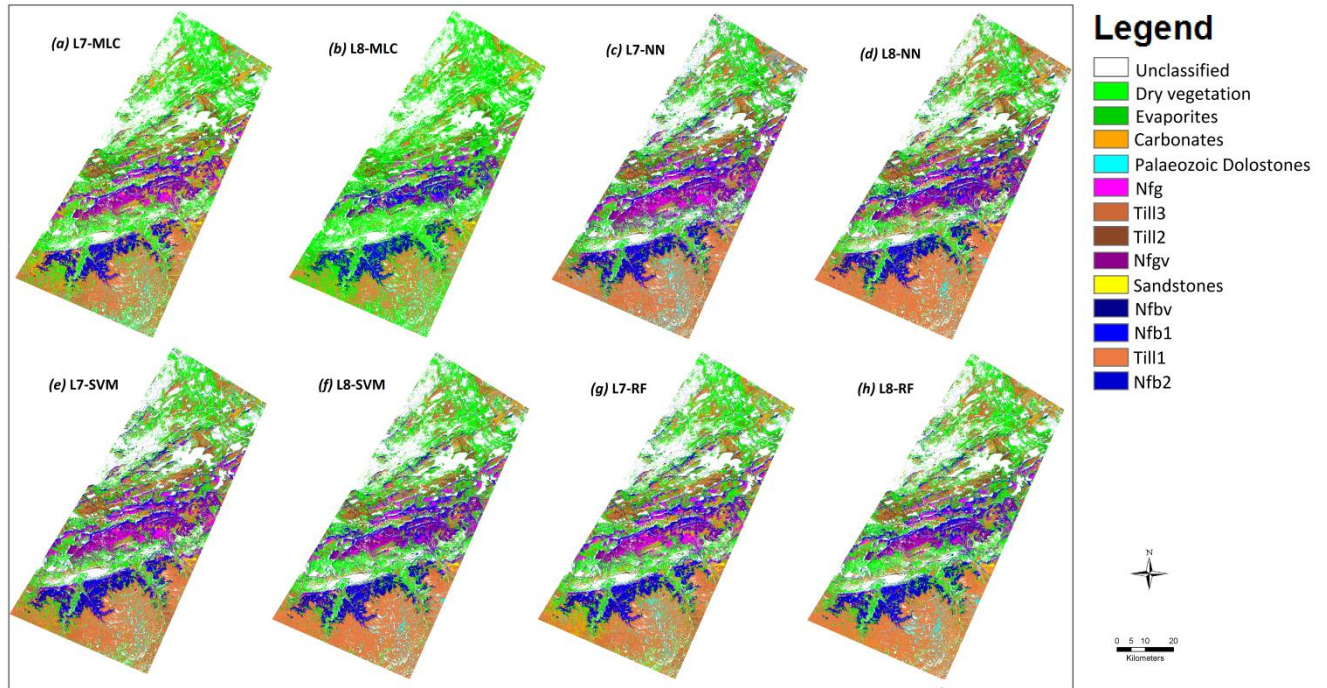 (a) L7-MLC
(b) L8-MLC
(c) L7-NN
(d) L8-NN
(e) L7-SVM
(f) L8-SVM
(g) L7-RF
(h) L8-RF
Legend
Unclassified
Dry vegetation
Evaporites
Carbonates
Palaeozoic Dolostones
Nfg
Till3
Till2
Nfgv
Sandstones
Nfbv
Nfb1
Till1
Nfb2
N
0 5 10 20
Kilometers